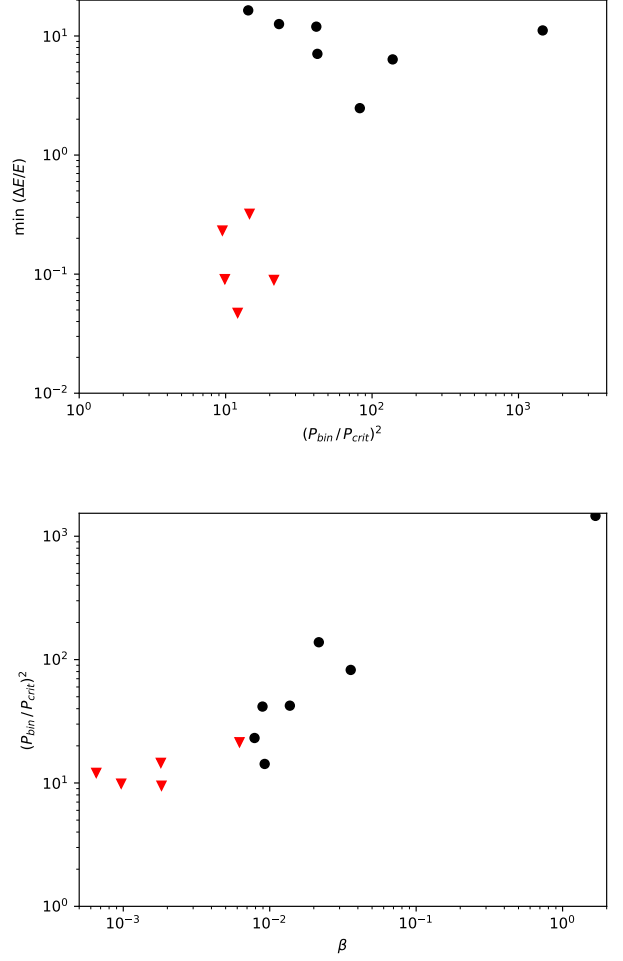 10¹
10⁰
10⁻¹
10⁻²
min (ΔE/E)
10⁰ 10¹ 10² 10³
(P_bin / P_crit)²
10³
10²
10¹
10⁰
(P_bin / P_crit)²
10⁻³ 10⁻² 10⁻¹ 10⁰
β